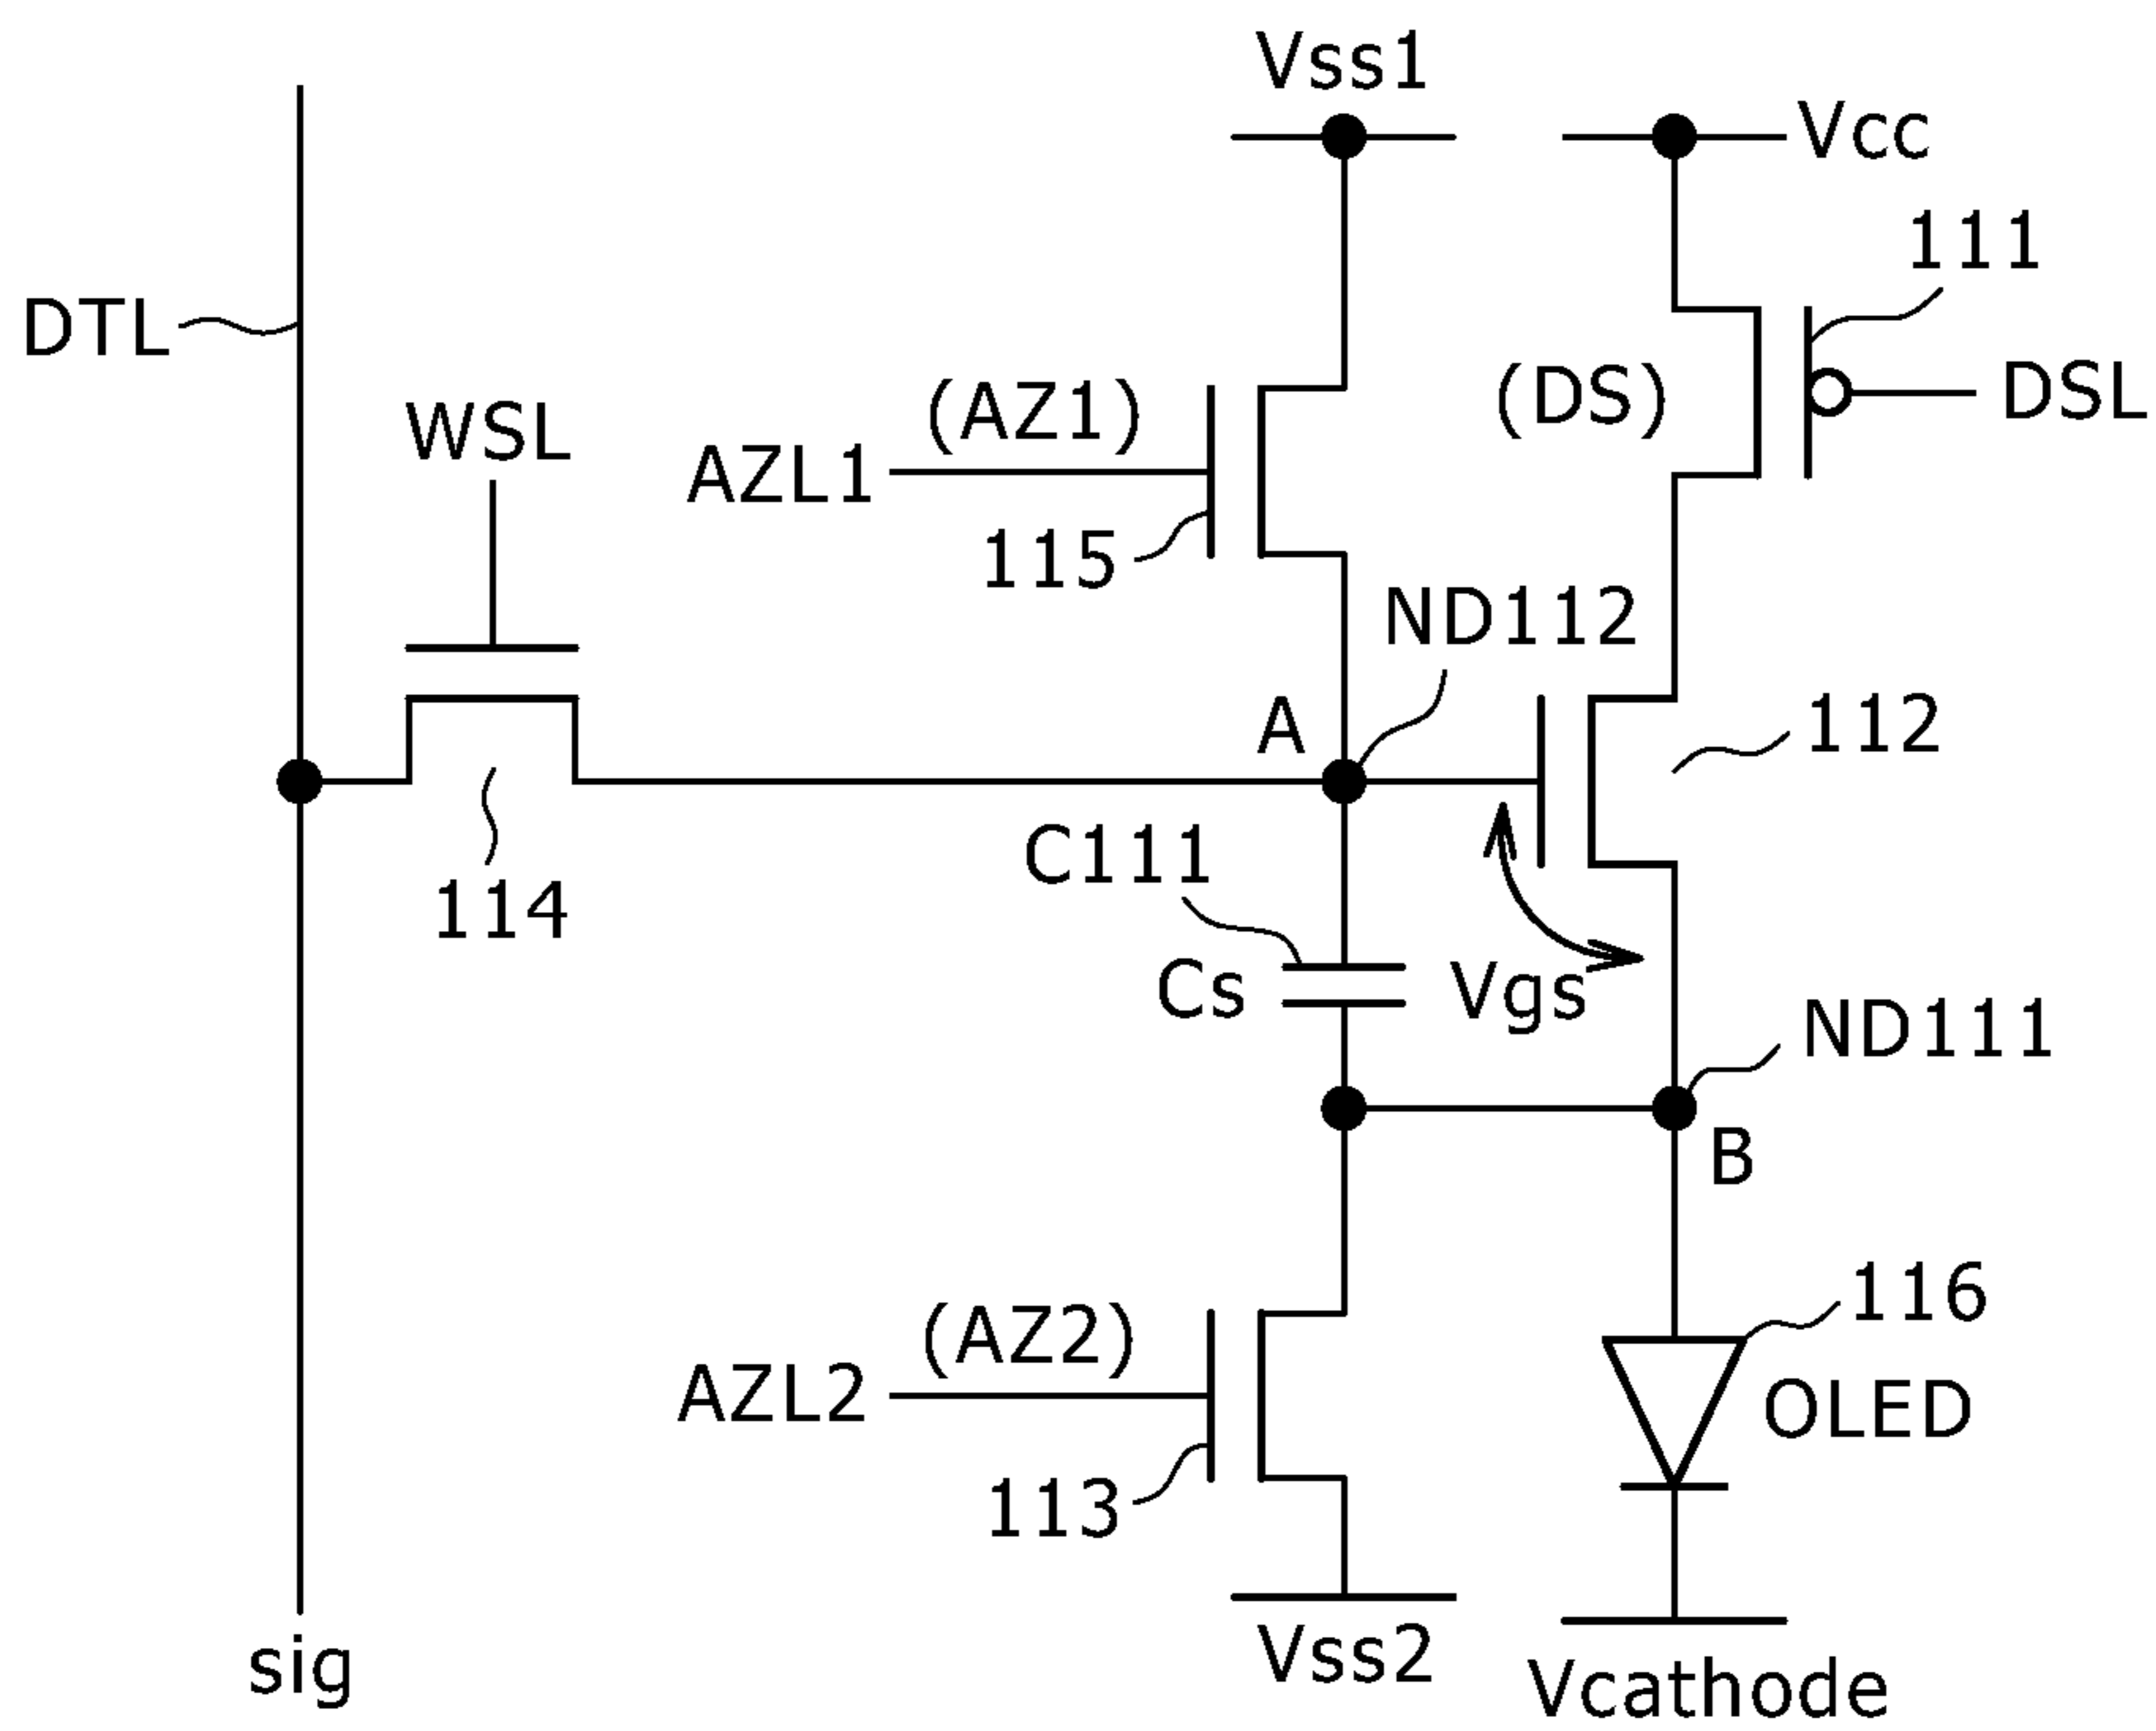 Vss1
Vcc
111
DTL
(AZ1)
(DS)
DSL
WSL
AZL1
115
ND112
A
112
C111
114
Cs
Vgs
ND111
B
116
(AZ2)
OLED
AZL2
113
Vss2
sig
Vcathode